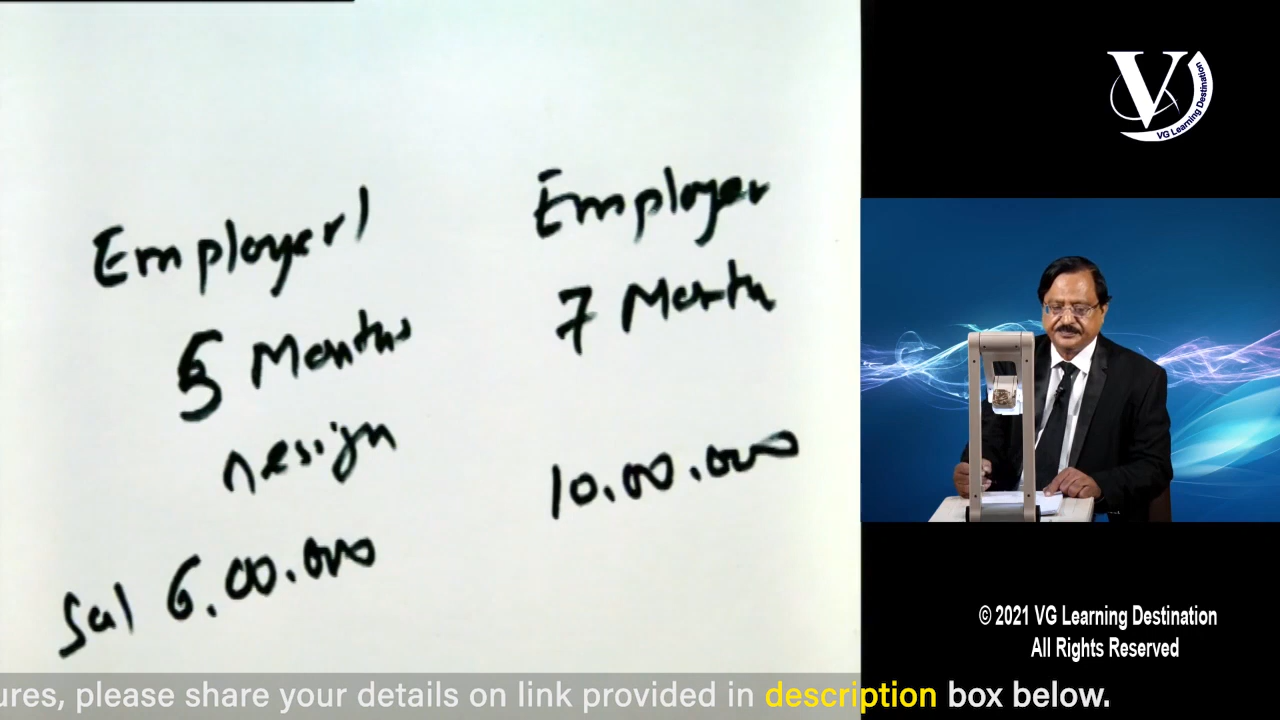 Employer 1
5 Months
resign
Sal 6,00,000
Employer
7 Month
10,00,000
V
VG Learning Destination
© 2021 VG Learning Destination
All Rights Reserved
ures, please share your details on link provided in description box below.